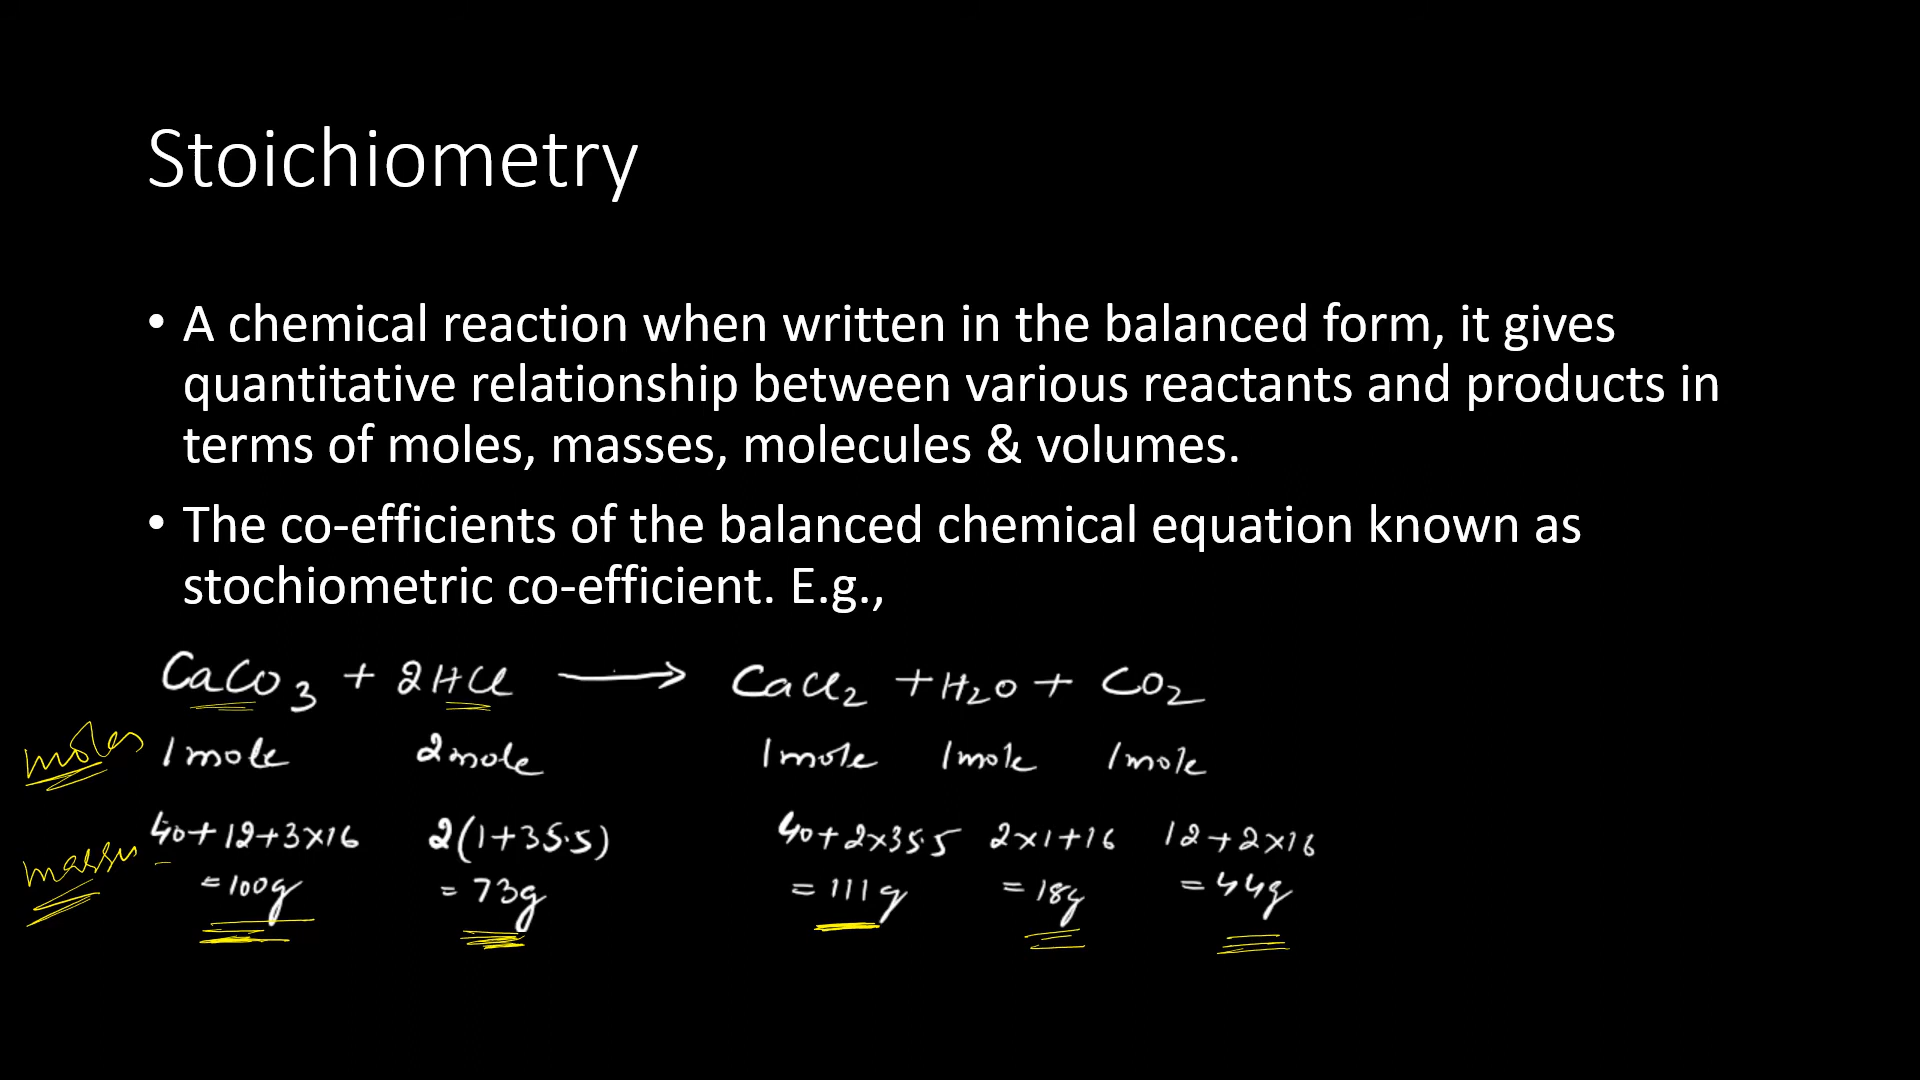 Stoichiometry
• A chemical reaction when written in the balanced form, it gives
quantitative relationship between various reactants and products in
terms of moles, masses, molecules & volumes.
• The co-efficients of the balanced chemical equation known as
stochiometric co-efficient. E.g.,
CaCO3 + 2HCl ⟶ CaCl2 + H2O + CO2
moles 1mole 2mole 1mole 1mole 1mole
masses 40+12+3×16 2(1+35.5) 40+2×35.5 2×1+16 12+2×16
=100g = 73g = 111g = 18g = 44g